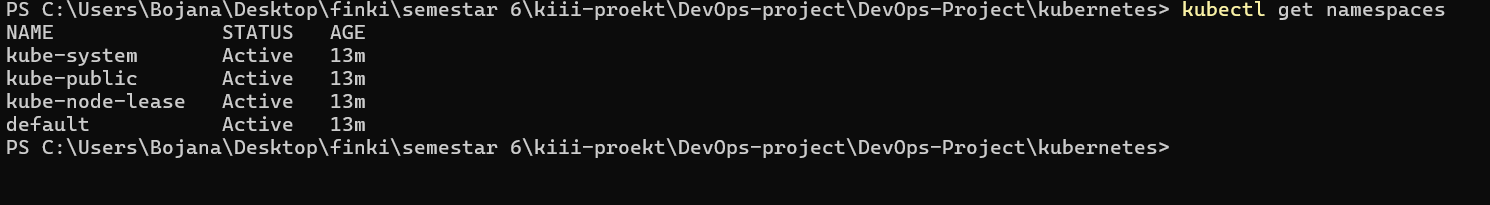 PS C:\Users\Bojana\Desktop\finki\semestar 6\kiii-proekt\DevOps-project\DevOps-Project\kubernetes> kubectl get namespaces
NAME              STATUS   AGE
kube-system       Active   13m
kube-public       Active   13m
kube-node-lease   Active   13m
default           Active   13m
PS C:\Users\Bojana\Desktop\finki\semestar 6\kiii-proekt\DevOps-project\DevOps-Project\kubernetes>